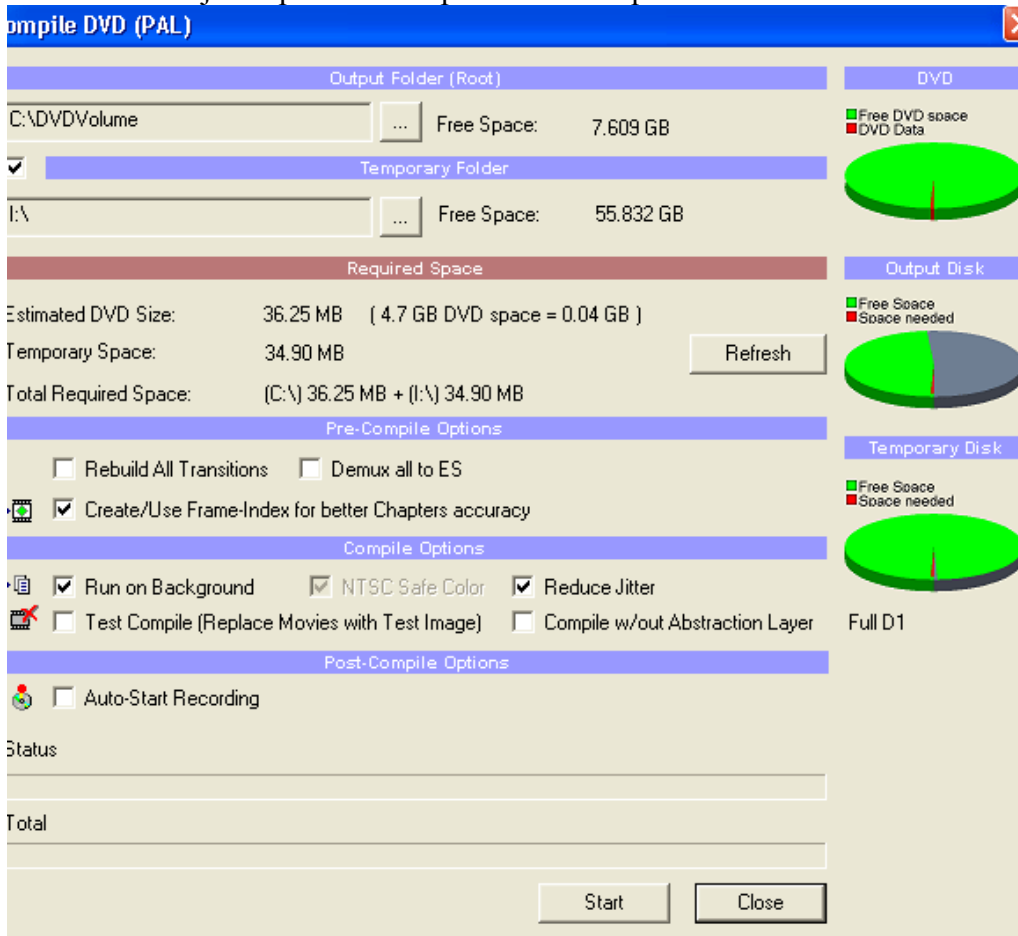 ompile DVD (PAL)
Output Folder (Root)
C:\DVDVolume
...
Free Space:
7.609 GB
Temporary Folder
I:\
...
Free Space:
55.832 GB
Required Space
Estimated DVD Size:
36.25 MB
( 4.7 GB DVD space = 0.04 GB )
Temporary Space:
34.90 MB
Refresh
Total Required Space:
(C:\) 36.25 MB + (I:\) 34.90 MB
Pre-Compile Options
Rebuild All Transitions
Demux all to ES
Create/Use Frame-Index for better Chapters accuracy
Compile Options
Run on Background
NTSC Safe Color
Reduce Jitter
Test Compile (Replace Movies with Test Image)
Compile w/out Abstraction Layer
Post-Compile Options
Auto-Start Recording
Status
Total
Start
Close
DVD
Free DVD space
DVD Data
Output Disk
Free Space
Space needed
Temporary Disk
Free Space
Space needed
Full D1